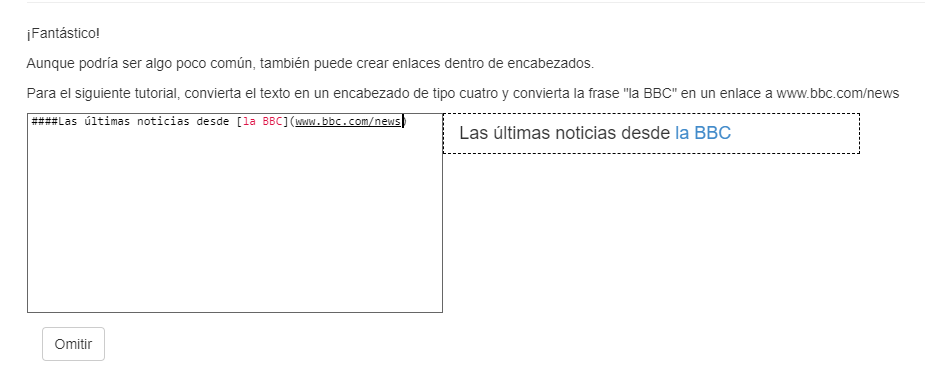 ¡Fantástico!
Aunque podría ser algo poco común, también puede crear enlaces dentro de encabezados.
Para el siguiente tutorial, convierta el texto en un encabezado de tipo cuatro y convierta la frase "la BBC" en un enlace a www.bbc.com/news
####Las últimas noticias desde [la BBC](www.bbc.com/news)
Las últimas noticias desde la BBC
Omitir